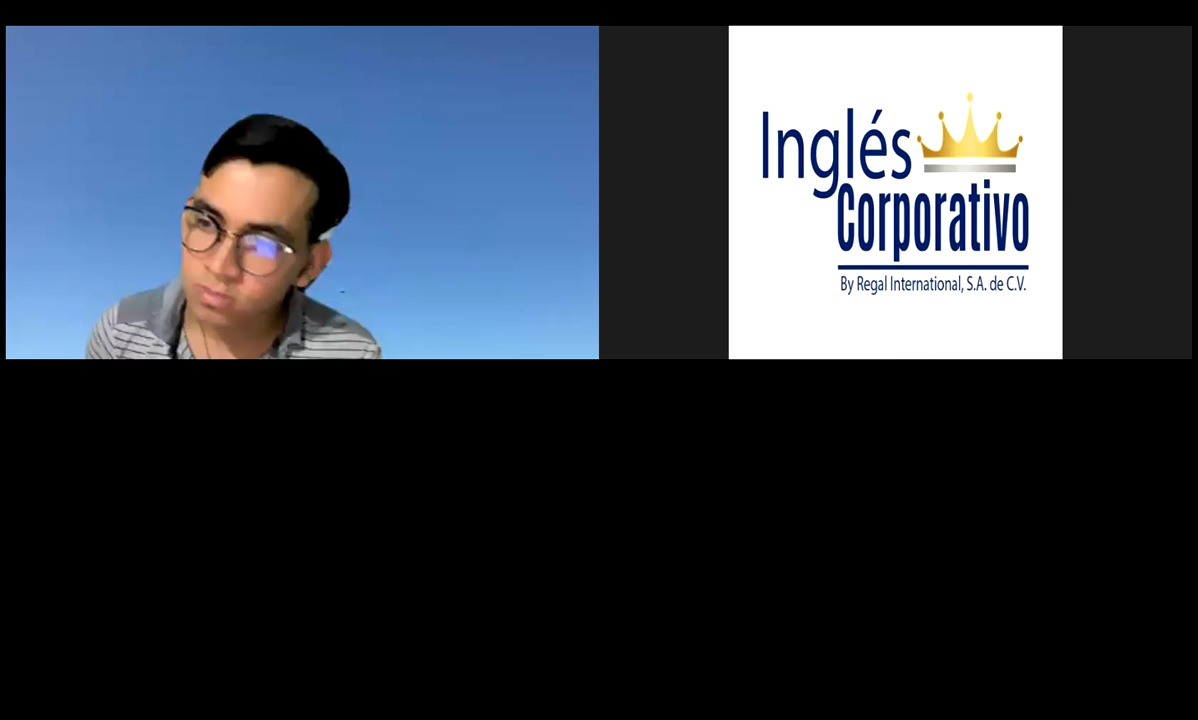 Inglés
Corporativo
By Regal International, S.A. de C.V.